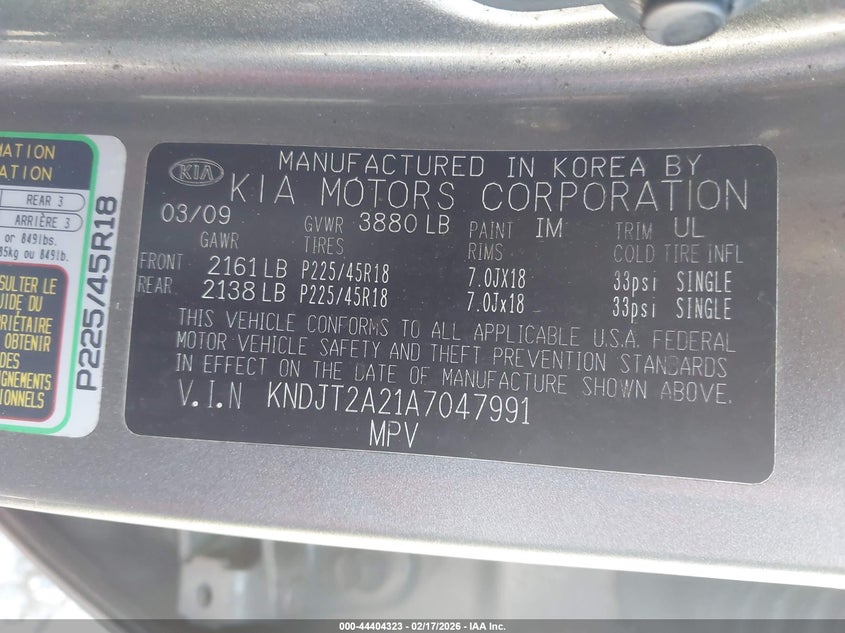 MATION
ATION
REAR 3
ARRIÈRE 3
or 849lbs.
85kg ou 849lb.
SULTER LE
UIDE DU
PRIÉTAIRE
OBTENIR
DES
IGNEMENTS
IONNELS
P225/45R18
KIA
MANUFACTURED IN KOREA BY
KIA MOTORS CORPORATION
03/09 GVWR 3880 LB PAINT IM TRIM UL
GAWR TIRES RIMS COLD TIRE INFL
FRONT 2161 LB P225/45R18 7.0JX18 33psi SINGLE
REAR 2138 LB P225/45R18 7.0Jx18 33psi SINGLE
THIS VEHICLE CONFORMS TO ALL APPLICABLE U.S.A. FEDERAL
MOTOR VEHICLE SAFETY AND THEFT PREVENTION STANDARDS
IN EFFECT ON THE DATE OF MANUFACTURE SHOWN ABOVE.
V.I.N KNDJT2A21A7047991
MPV
000-44404323 - 02/17/2026 - IAA Inc.